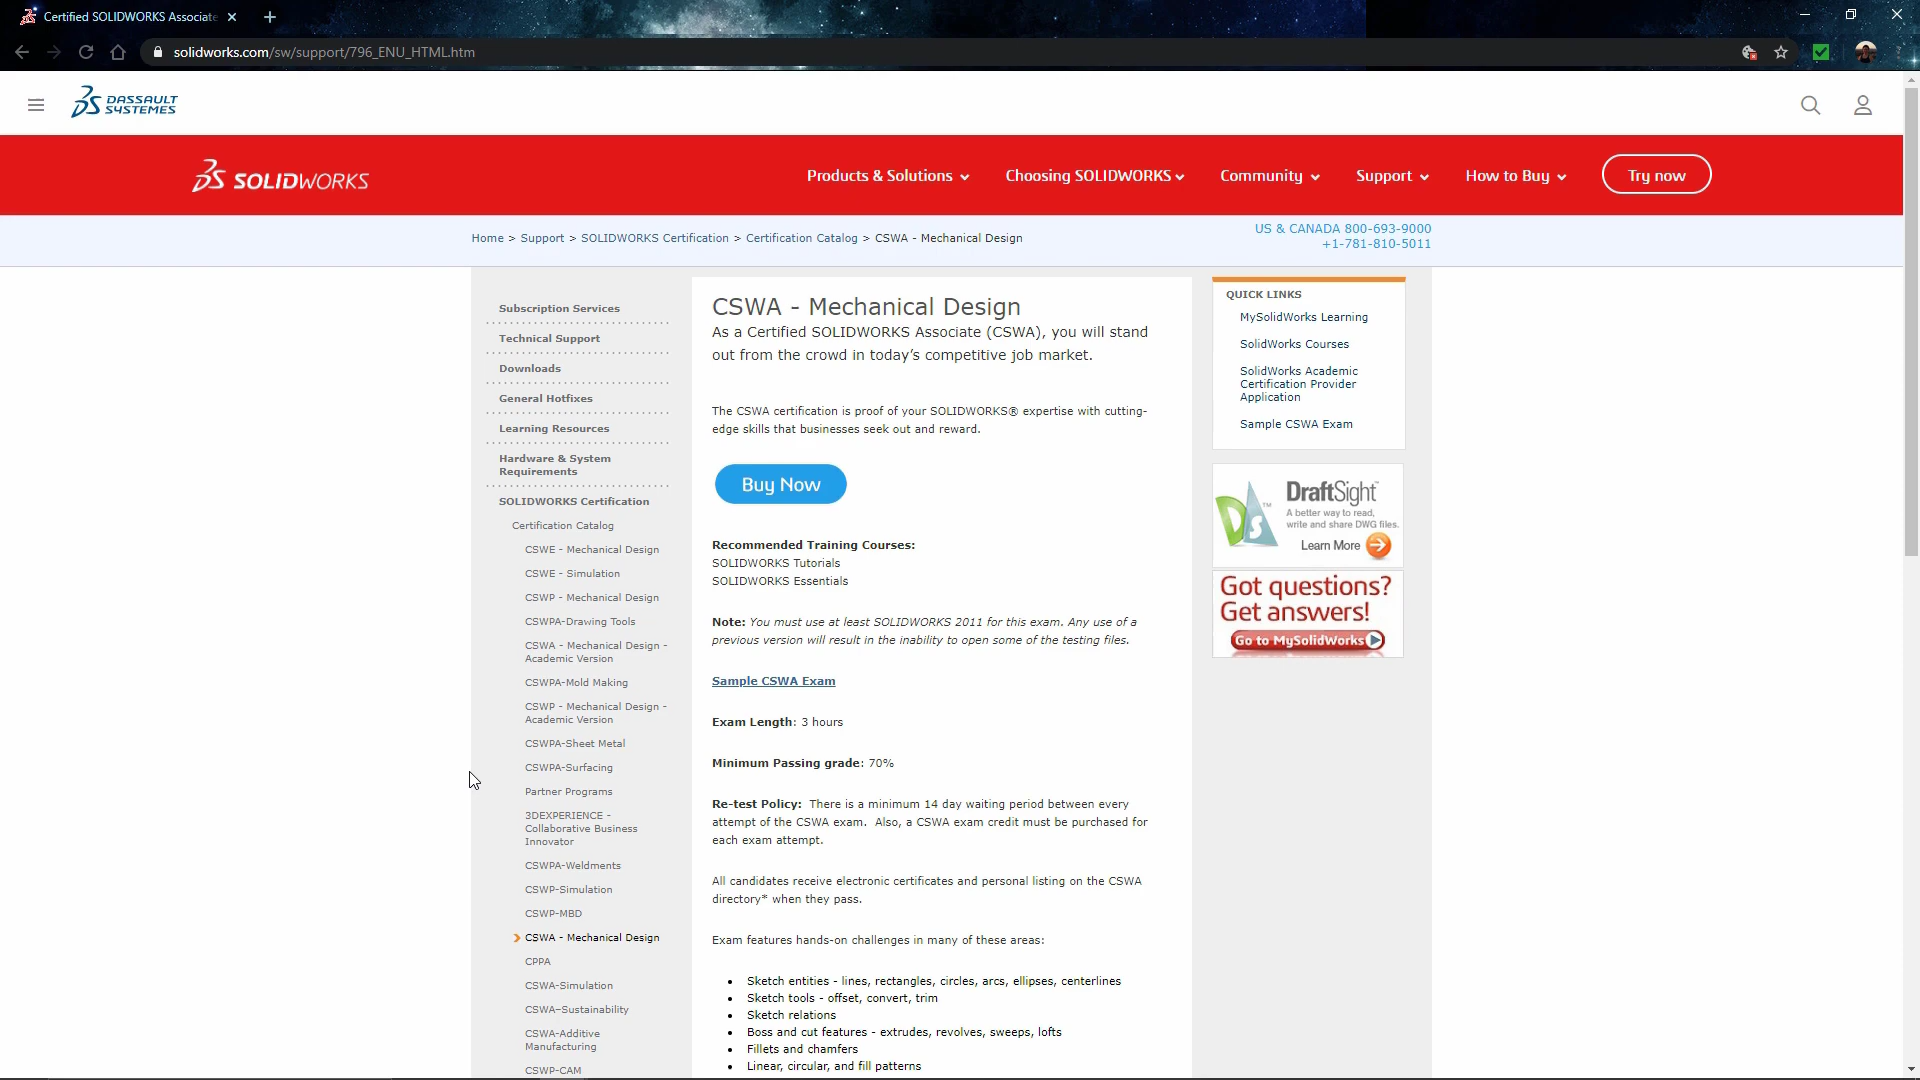 Certified SOLIDWORKS Associate
solidworks.com/sw/support/796_ENU_HTML.htm
DASSAULT
SYSTEMES
SOLIDWORKS
Products & Solutions
Choosing SOLIDWORKS
Community
Support
How to Buy
Try now
Home > Support > SOLIDWORKS Certification > Certification Catalog > CSWA - Mechanical Design
US & CANADA 800-693-9000
+1-781-810-5011
Subscription Services
Technical Support
Downloads
General Hotfixes
Learning Resources
Hardware & System
Requirements
SOLIDWORKS Certification
Certification Catalog
CSWE - Mechanical Design
CSWE - Simulation
CSWP - Mechanical Design
CSWPA-Drawing Tools
CSWA - Mechanical Design -
Academic Version
CSWPA-Mold Making
CSWP - Mechanical Design -
Academic Version
CSWPA-Sheet Metal
CSWPA-Surfacing
Partner Programs
3DEXPERIENCE -
Collaborative Business
Innovator
CSWPA-Weldments
CSWP-Simulation
CSWP-MBD
CSWA - Mechanical Design
CPPA
CSWA-Simulation
CSWA–Sustainability
CSWA-Additive
Manufacturing
CSWP-CAM
CSWA - Mechanical Design
As a Certified SOLIDWORKS Associate (CSWA), you will stand
out from the crowd in today’s competitive job market.
The CSWA certification is proof of your SOLIDWORKS® expertise with cutting-
edge skills that businesses seek out and reward.
Buy Now
Recommended Training Courses:
SOLIDWORKS Tutorials
SOLIDWORKS Essentials
Note: You must use at least SOLIDWORKS 2011 for this exam. Any use of a
previous version will result in the inability to open some of the testing files.
Sample CSWA Exam
Exam Length: 3 hours
Minimum Passing grade: 70%
Re-test Policy: There is a minimum 14 day waiting period between every
attempt of the CSWA exam. Also, a CSWA exam credit must be purchased for
each exam attempt.
All candidates receive electronic certificates and personal listing on the CSWA
directory* when they pass.
Exam features hands-on challenges in many of these areas:
• Sketch entities - lines, rectangles, circles, arcs, ellipses, centerlines
• Sketch tools - offset, convert, trim
• Sketch relations
• Boss and cut features - extrudes, revolves, sweeps, lofts
• Fillets and chamfers
• Linear, circular, and fill patterns
QUICK LINKS
MySolidWorks Learning
SolidWorks Courses
SolidWorks Academic
Certification Provider
Application
Sample CSWA Exam
DS™
DraftSight™
A better way to read,
write and share DWG files.
Learn More
Got questions?
Get answers!
Go to MySolidWorks